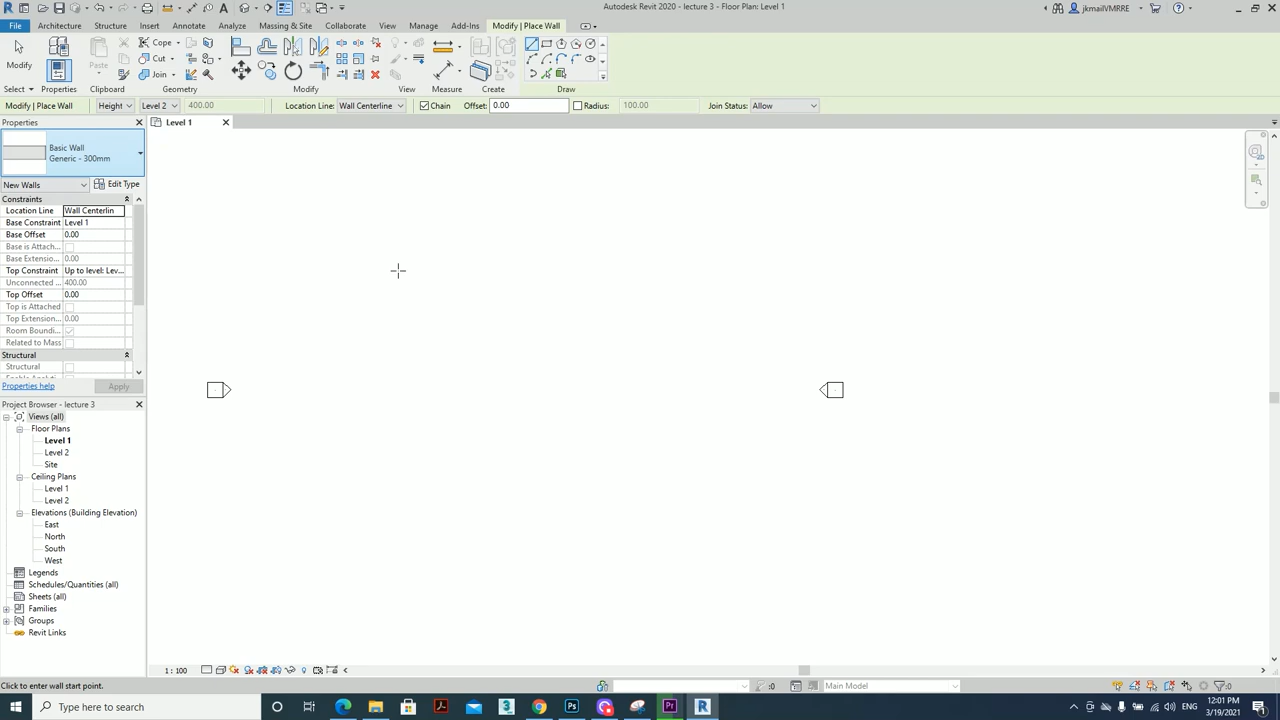 Autodesk Revit 2020 - lecture 3 - Floor Plan: Level 1
jkmailVMRRE
File
Architecture
Structure
Insert
Annotate
Analyze
Massing & Site
Collaborate
View
Manage
Add-Ins
Modify | Place Wall
Modify
Paste
Cope
Cut
Join
Select
Properties
Clipboard
Geometry
Modify
View
Measure
Create
Draw
Modify | Place Wall
Height
Level 2
400.00
Location Line:
Wall Centerline
Chain
Offset:
0.00
Radius:
100.00
Join Status:
Allow
Properties
Level 1
Basic Wall
Generic - 300mm
New Walls
Edit Type
Constraints
Location Line Wall Centerlin
Base Constraint Level 1
Base Offset 0.00
Base is Attach...
Base Extension... 0.00
Top Constraint Up to level: Lev...
Unconnected ... 400.00
Top Offset 0.00
Top is Attached
Top Extension... 0.00
Room Boundi...
Related to Mass
Structural
Structural
Properties help
Apply
Project Browser - lecture 3
Views (all)
Floor Plans
Level 1
Level 2
Site
Ceiling Plans
Level 1
Level 2
Elevations (Building Elevation)
East
North
South
West
Legends
Schedules/Quantities (all)
Sheets (all)
Families
Groups
Revit Links
1 : 100
Click to enter wall start point.
:0
Main Model
:0
Type here to search
12:01 PM
3/19/2021